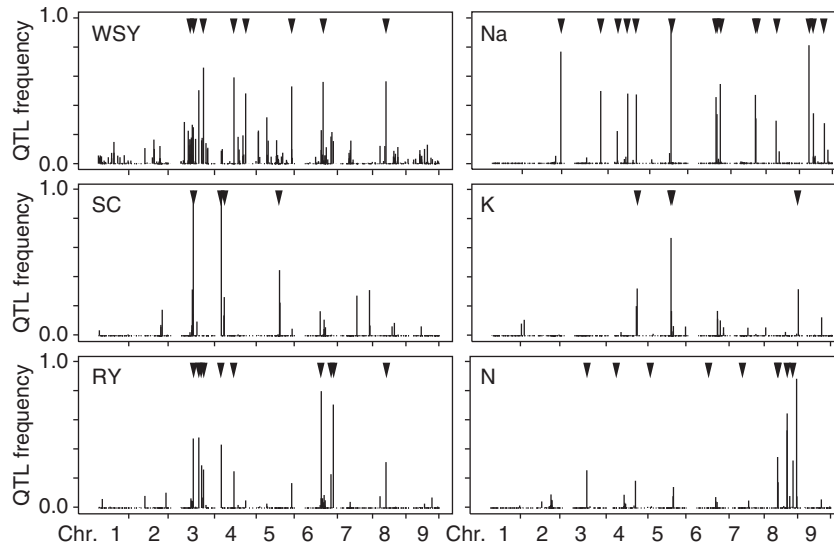 1.0
WSY
QTL frequency
0.0
Na
1.0
SC
QTL frequency
0.0
K
1.0
RY
QTL frequency
0.0
N
Chr. 1 2 3 4 5 6 7 8 9
1 2 3 4 5 6 7 8 9